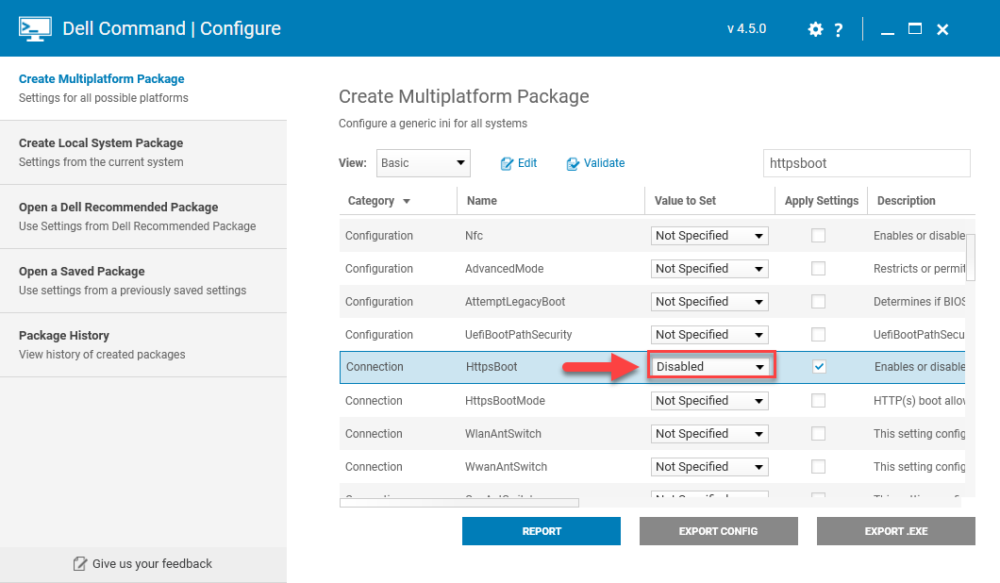 Dell Command | Configure
v 4.5.0
?
Create Multiplatform Package
Settings for all possible platforms
Create Local System Package
Settings from the current system
Open a Dell Recommended Package
Use Settings from Dell Recommended Package
Open a Saved Package
Use settings from a previously saved settings
Package History
View history of created packages
Give us your feedback
Create Multiplatform Package
Configure a generic ini for all systems
View: Basic Edit Validate httpsboot
Category Name Value to Set Apply Settings Description
Configuration Nfc Not Specified Enables or disable
Configuration AdvancedMode Not Specified Restricts or permit
Configuration AttemptLegacyBoot Not Specified Determines if BIOS
Configuration UefiBootPathSecurity Not Specified UefiBootPathSecu
Connection HttpsBoot Disabled Enables or disable
Connection HttpsBootMode Not Specified HTTP(s) boot allow
Connection WlanAntSwitch Not Specified This setting config
Connection WwanAntSwitch Not Specified This setting config
REPORT EXPORT CONFIG EXPORT .EXE